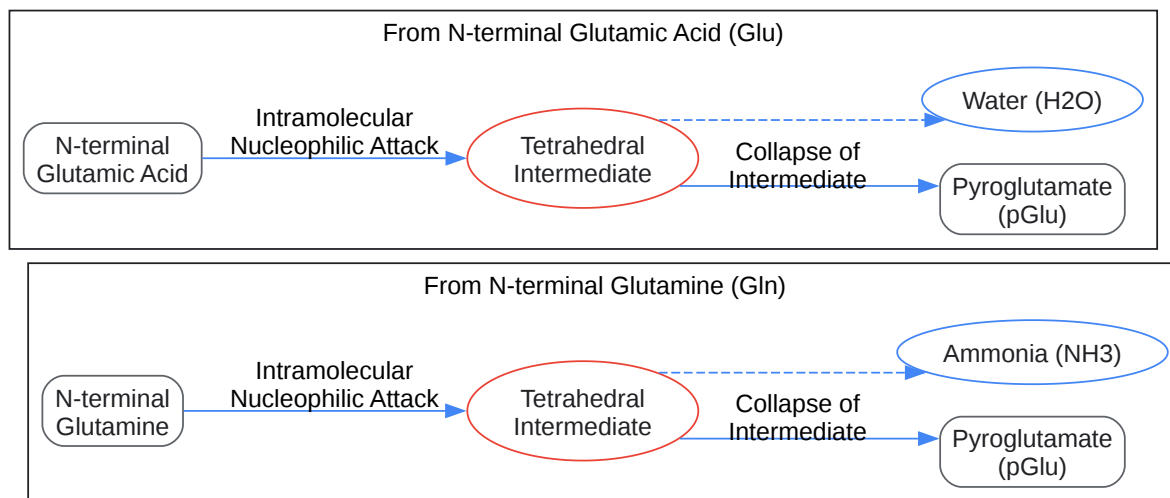 From N-terminal Glutamic Acid (Glu)
Intramolecular
Nucleophilic Attack
N-terminal
Glutamic Acid
Tetrahedral
Intermediate
Water (H2O)
Collapse of
Intermediate
Pyroglutamate
(pGlu)
From N-terminal Glutamine (Gln)
Intramolecular
Nucleophilic Attack
N-terminal
Glutamine
Tetrahedral
Intermediate
Ammonia (NH3)
Collapse of
Intermediate
Pyroglutamate
(pGlu)